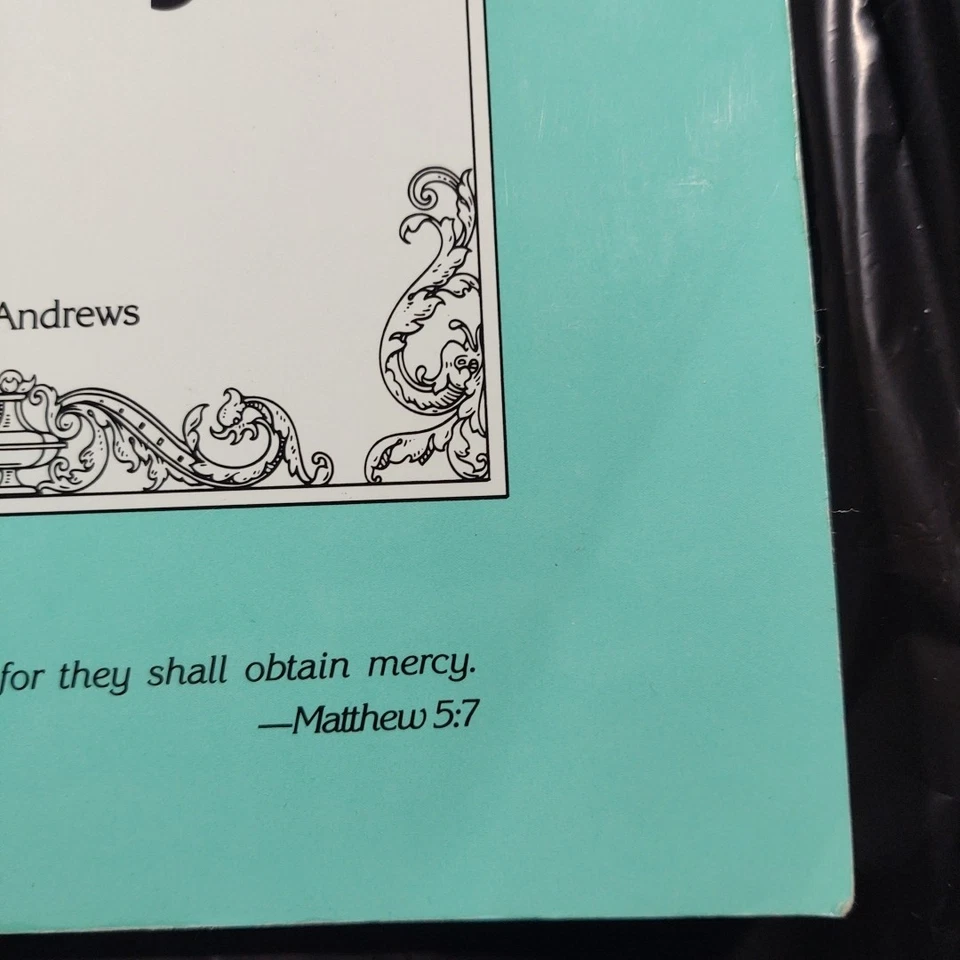 Andrews
for they shall obtain mercy.
—Matthew 5:7